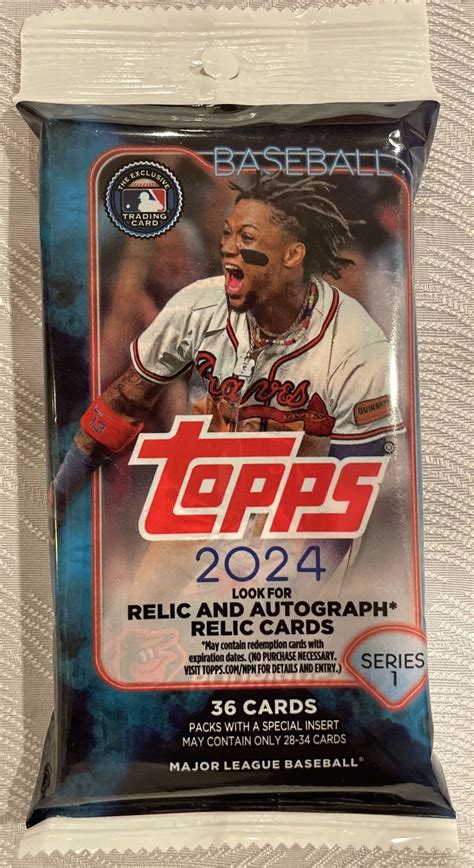 BASEBALL
THE EXCLUSIVE
TRADING
CARD
Braves
QUIKRETE
13
Topps®
2024
LOOK FOR
RELIC AND AUTOGRAPH*
RELIC CARDS
*May contain redemption cards with
expiration dates. (NO PURCHASE NECESSARY.
VISIT TOPPS.COM/NPN FOR DETAILS AND ENTRY.)
SERIES
1
36 CARDS
PACKS WITH A SPECIAL INSERT
MAY CONTAIN ONLY 28-34 CARDS
MAJOR LEAGUE BASEBALL®